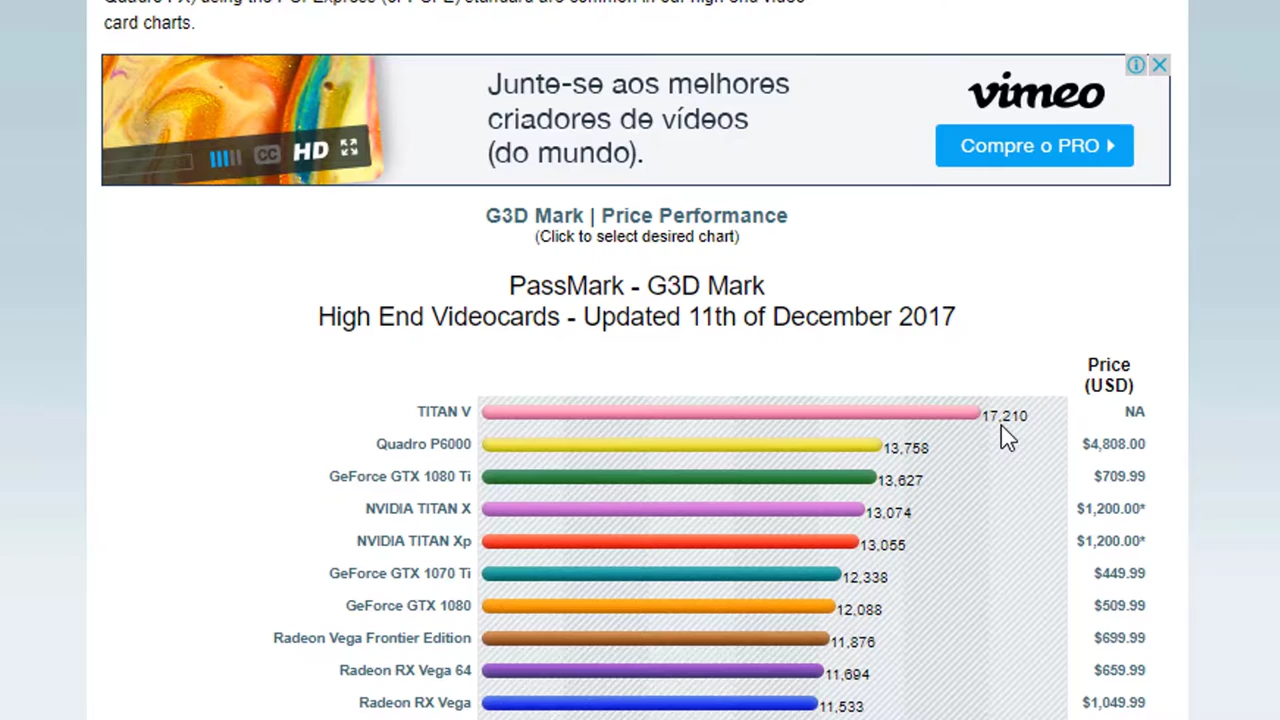 card charts.
CC HD
Junte-se aos melhores
criadores de vídeos
(do mundo).
vimeo
Compre o PRO
G3D Mark | Price Performance
(Click to select desired chart)
PassMark - G3D Mark
High End Videocards - Updated 11th of December 2017
Price
(USD)
TITAN V 17,210 NA
Quadro P6000 13,758 $4,808.00
GeForce GTX 1080 Ti 13,627 $709.99
NVIDIA TITAN X 13,074 $1,200.00*
NVIDIA TITAN Xp 13,055 $1,200.00*
GeForce GTX 1070 Ti 12,338 $449.99
GeForce GTX 1080 12,088 $509.99
Radeon Vega Frontier Edition 11,876 $699.99
Radeon RX Vega 64 11,694 $659.99
Radeon RX Vega 11,533 $1,049.99